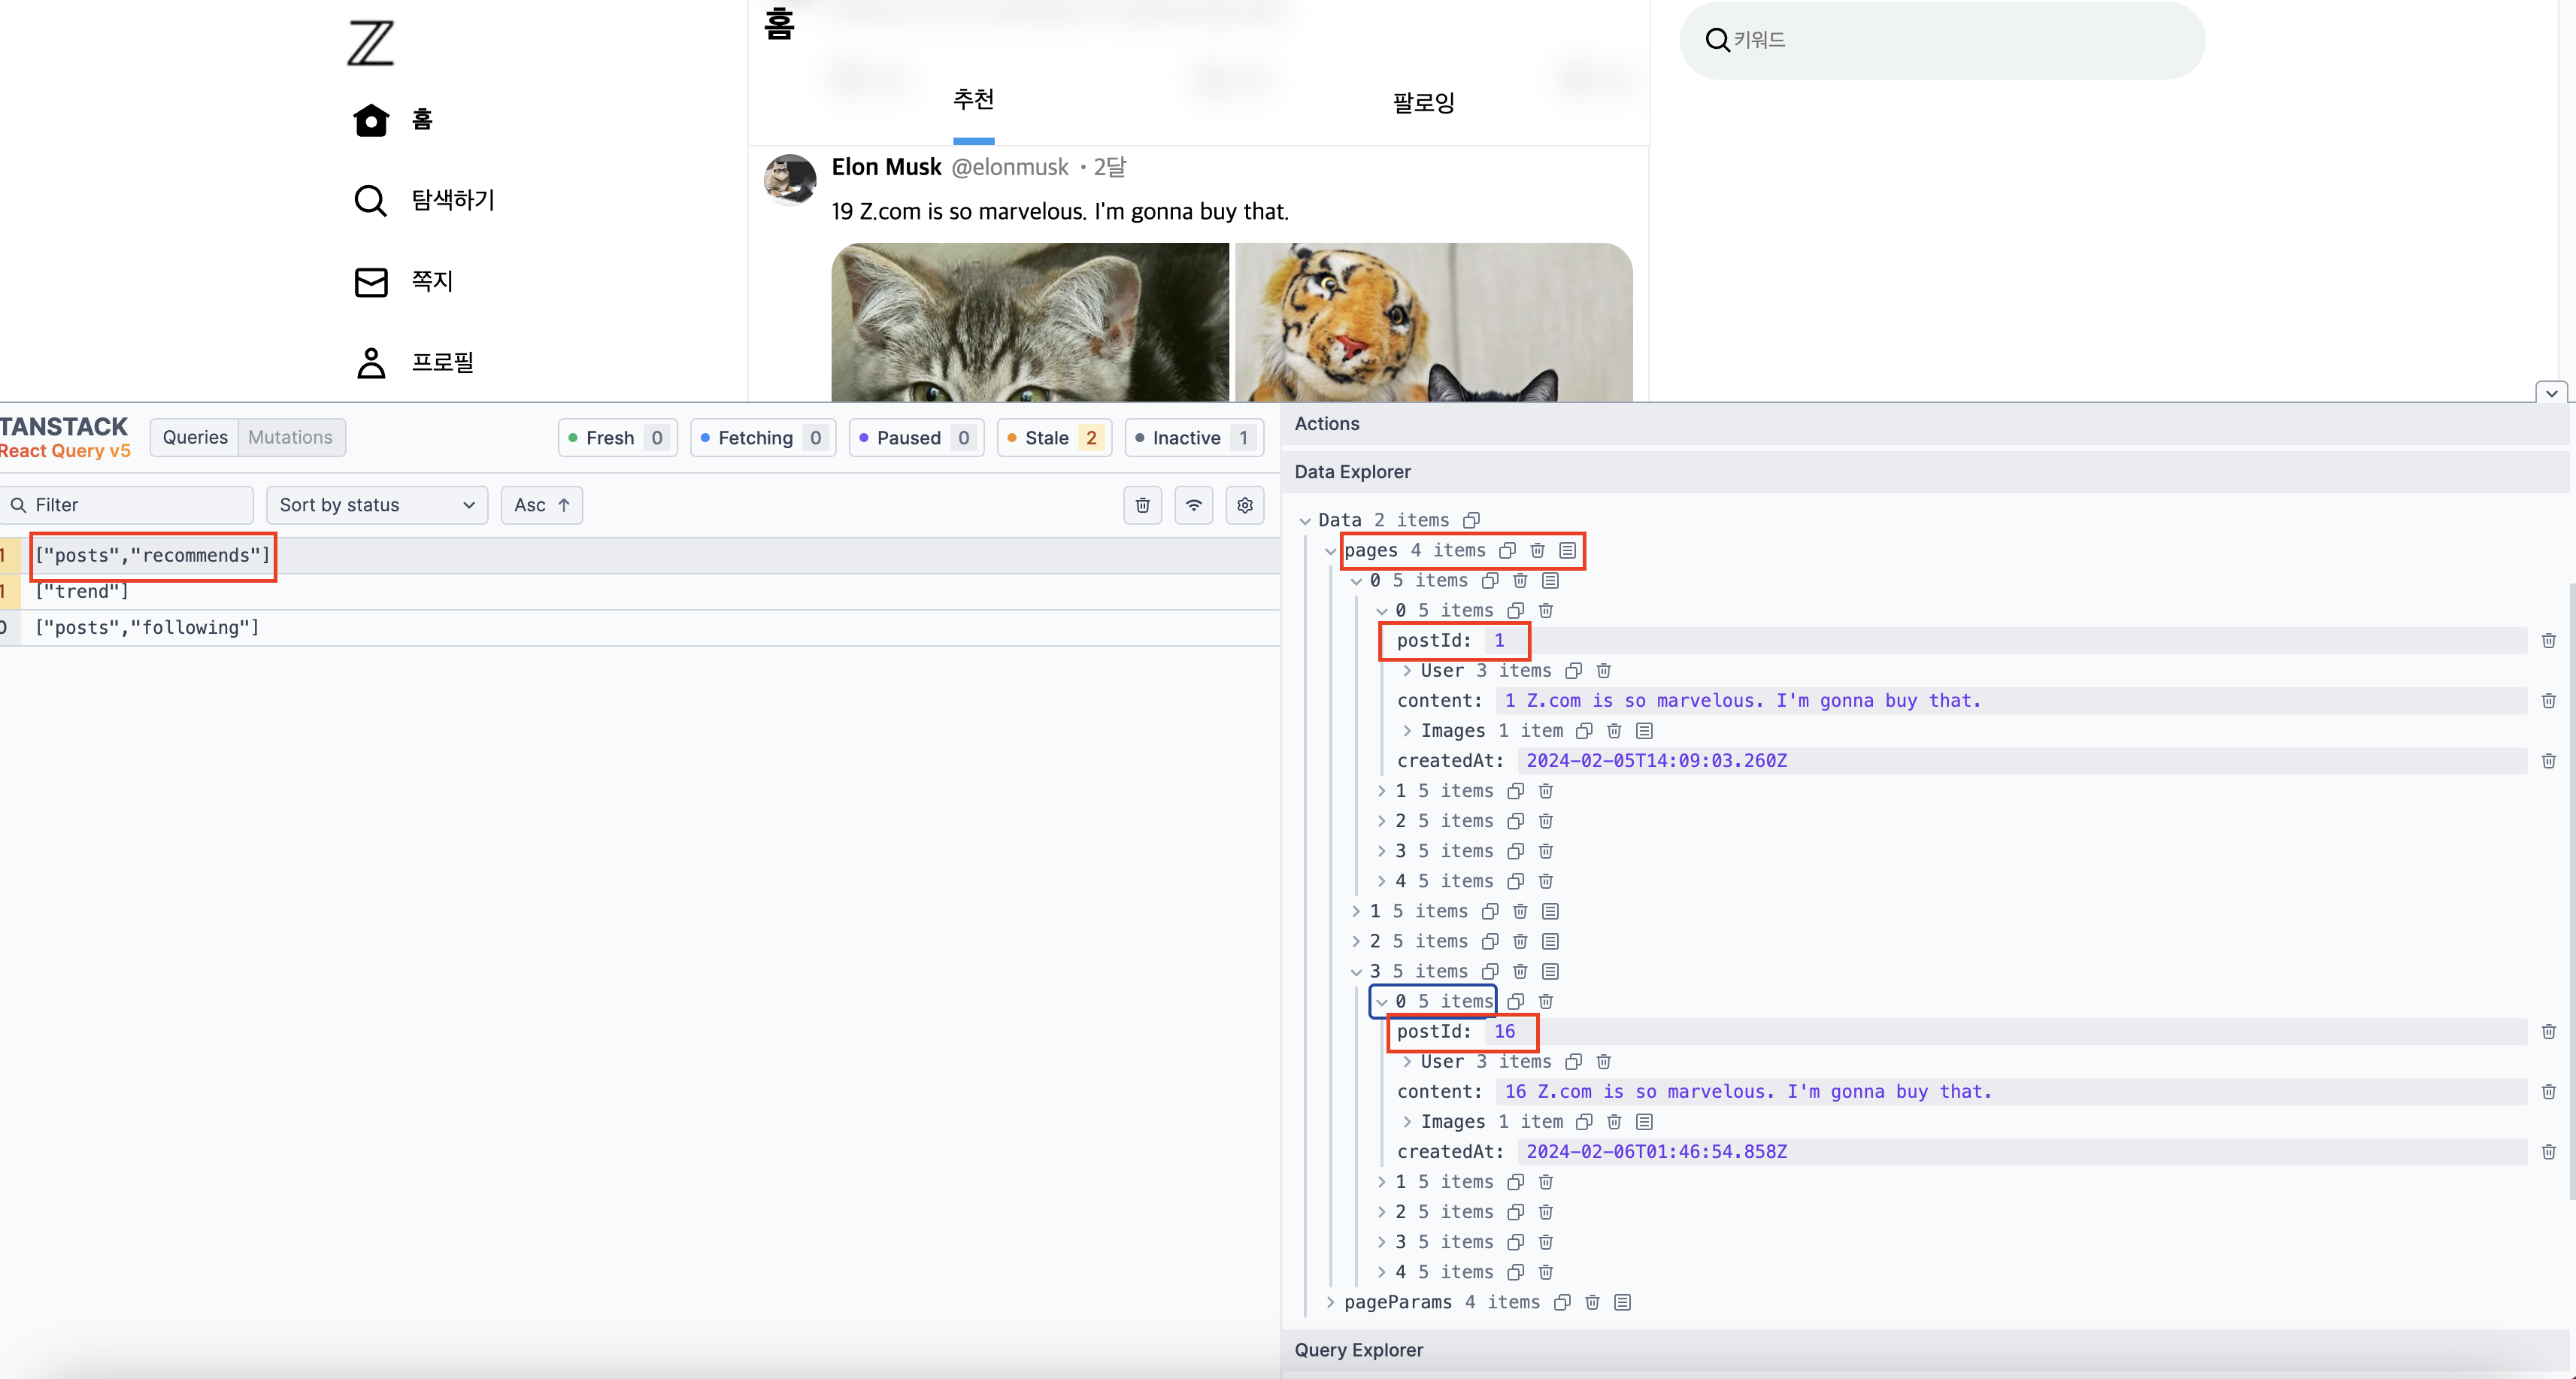 홈
추천
팔로잉
키워드
홈
탐색하기
쪽지
프로필
Elon Musk @elonmusk · 2달
19 Z.com is so marvelous. I'm gonna buy that.
TANSTACK
React Query v5
Queries Mutations
Fresh 0 Fetching 0 Paused 0 Stale 2 Inactive 1
Filter Sort by status Asc
1 ["posts","recommends"]
1 ["trend"]
0 ["posts","following"]
Actions
Data Explorer
Data 2 items
pages 4 items
0 5 items
0 5 items
postId: 1
User 3 items
content: 1 Z.com is so marvelous. I'm gonna buy that.
Images 1 item
createdAt: 2024-02-05T14:09:03.260Z
1 5 items
2 5 items
3 5 items
4 5 items
1 5 items
2 5 items
3 5 items
0 5 items
postId: 16
User 3 items
content: 16 Z.com is so marvelous. I'm gonna buy that.
Images 1 item
createdAt: 2024-02-06T01:46:54.858Z
1 5 items
2 5 items
3 5 items
4 5 items
pageParams 4 items
Query Explorer